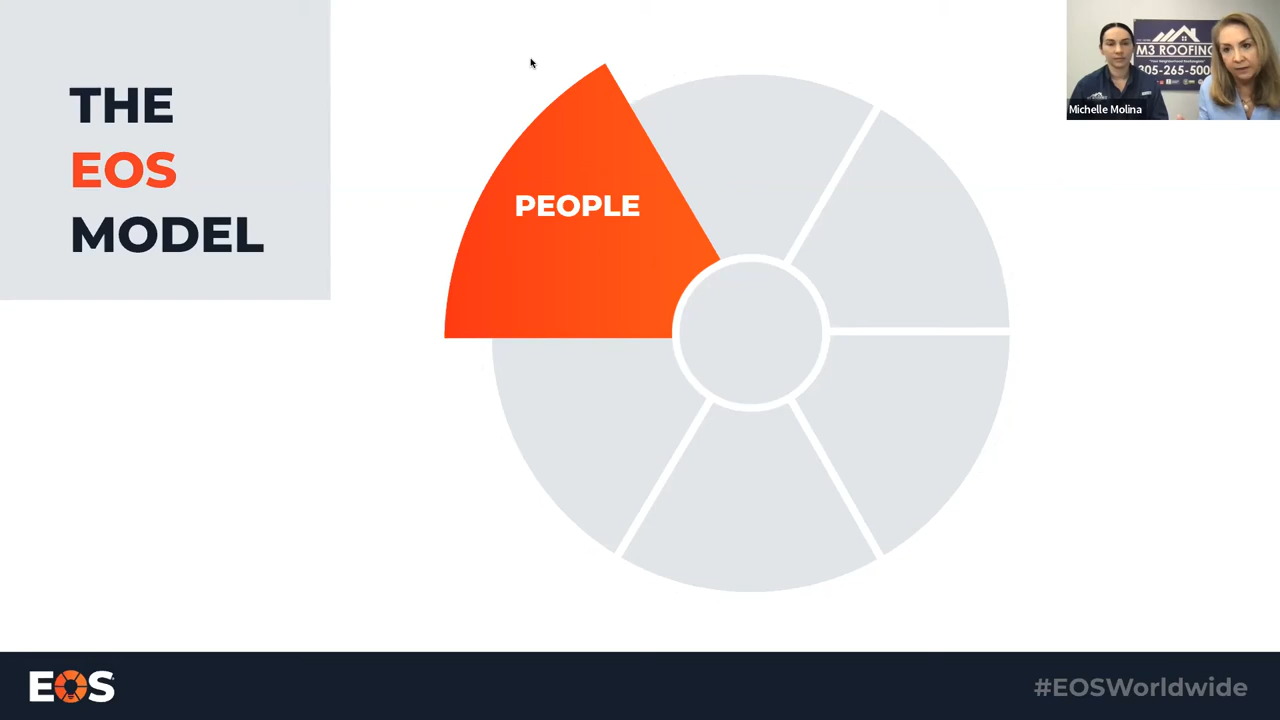 THE
EOS
MODEL
PEOPLE
M3 ROOFING
305-265-500
Michelle Molina
EOS
#EOSWorldwide